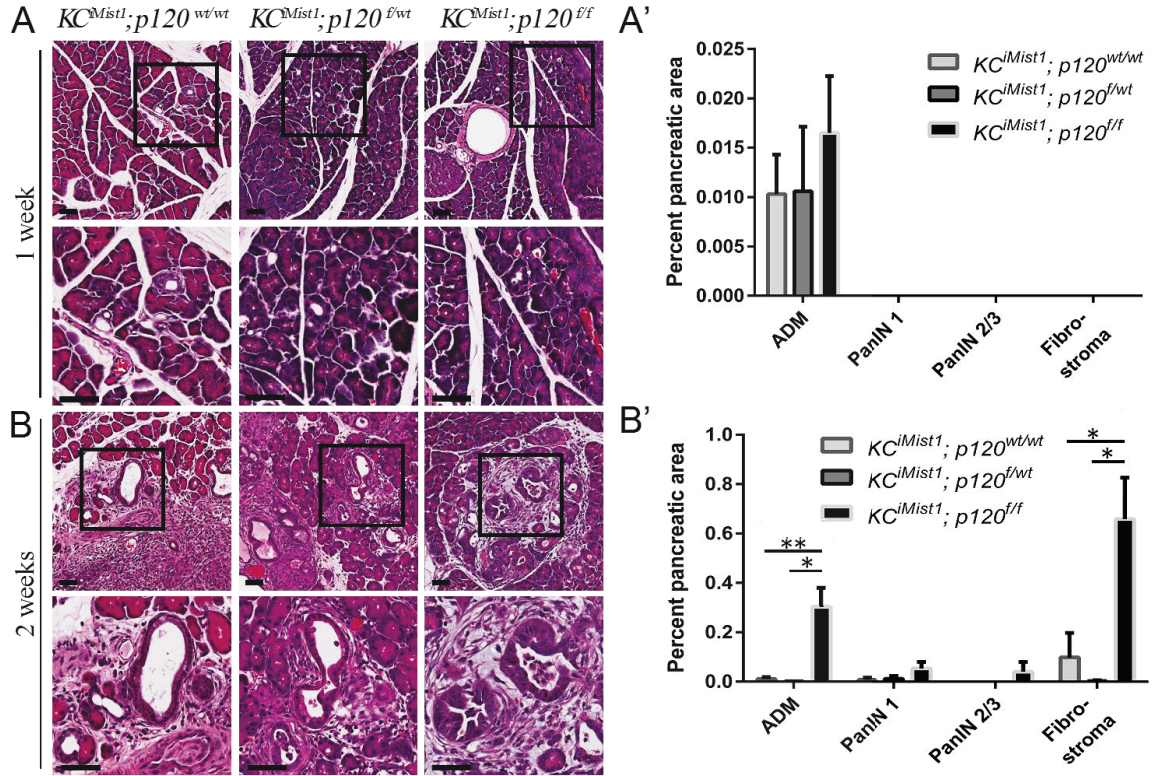 A
KC^iMist1;p120^wt/wt
KC^iMist1;p120^f/wt
KC^iMist1;p120^f/f
1 week
B
2 weeks
A’
Percent pancreatic area
0.025
0.020
0.015
0.010
0.005
0.000
KC^iMist1; p120^wt/wt
KC^iMist1; p120^f/wt
KC^iMist1; p120^f/f
ADM
PanIN 1
PanIN 2/3
Fibro-
stroma
B’
Percent pancreatic area
1.0
0.8
0.6
0.4
0.2
0.0
KC^iMist1; p120^wt/wt
KC^iMist1; p120^f/wt
KC^iMist1; p120^f/f
**
*
*
*
ADM
PanIN 1
PanIN 2/3
Fibro-
stroma